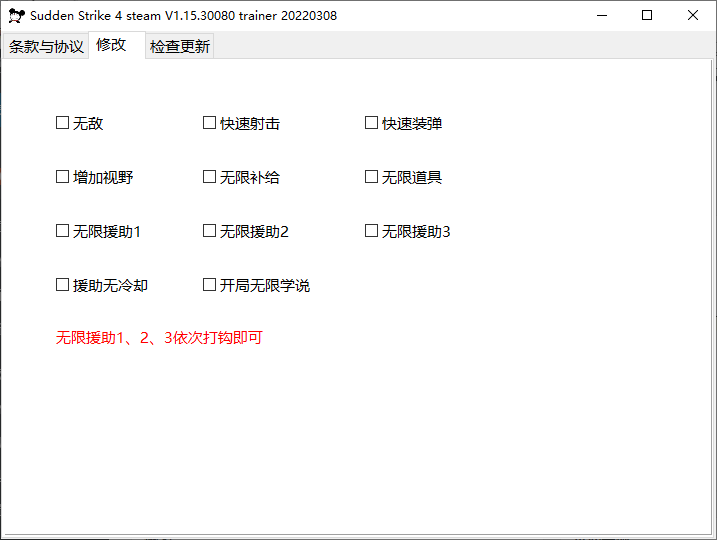 Sudden Strike 4 steam V1.15.30080 trainer 20220308
条款与协议 修改 检查更新
无敌 快速射击 快速装弹
增加视野 无限补给 无限道具
无限援助1 无限援助2 无限援助3
援助无冷却 开局无限学说
无限援助1、2、3依次打钩即可